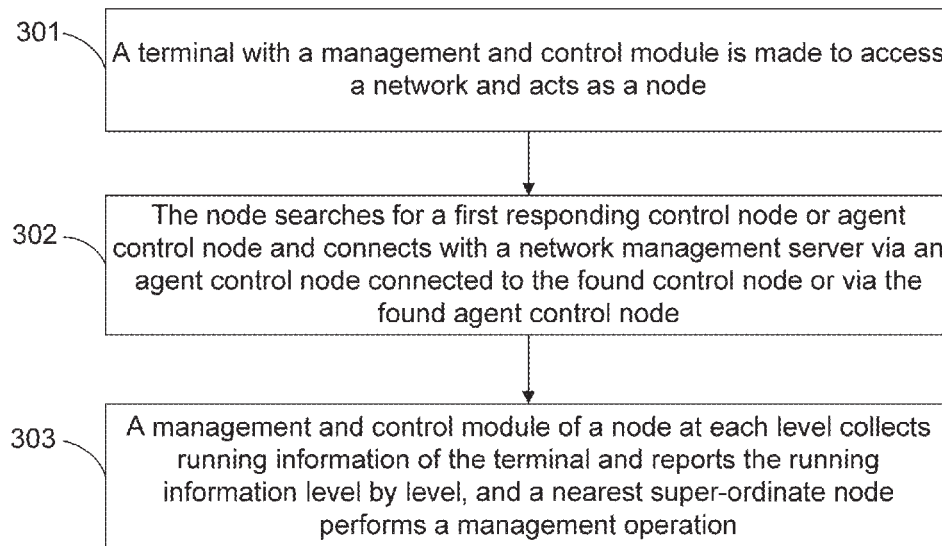 301
A terminal with a management and control module is made to access
a network and acts as a node
302
The node searches for a first responding control node or agent
control node and connects with a network management server via an
agent control node connected to the found control node or via the
found agent control node
303
A management and control module of a node at each level collects
running information of the terminal and reports the running
information level by level, and a nearest super-ordinate node
performs a management operation